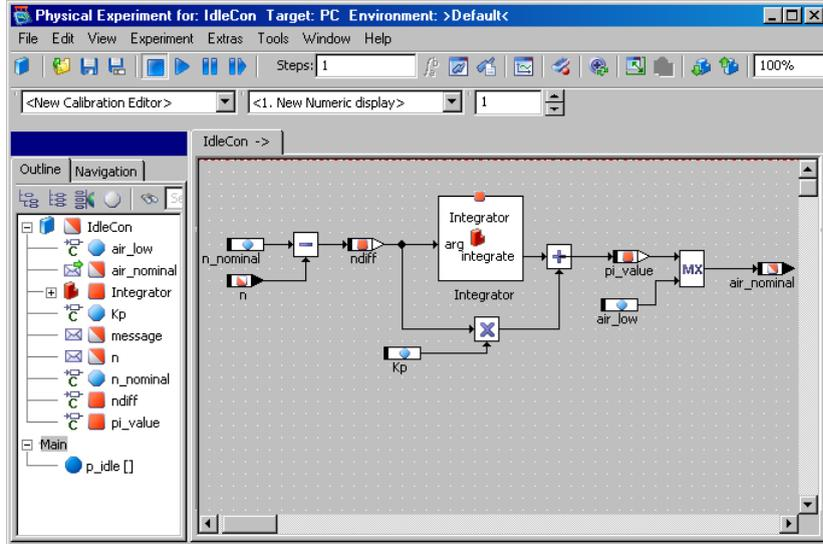 Physical Experiment for: IdleCon Target: PC Environment: >Default<
File Edit View Experiment Extras Tools Window Help
Steps: 1
100%
<New Calibration Editor>
<1. New Numeric display>
1
IdleCon ->
Outline Navigation
IdleCon
air_low
air_nominal
Integrator
Kp
message
n
n_nominal
ndiff
pi_value
Main
p_idle []
n_nominal
n
ndiff
Integrator
arg
integrate
Integrator
Kp
pi_value
air_low
MX
air_nominal